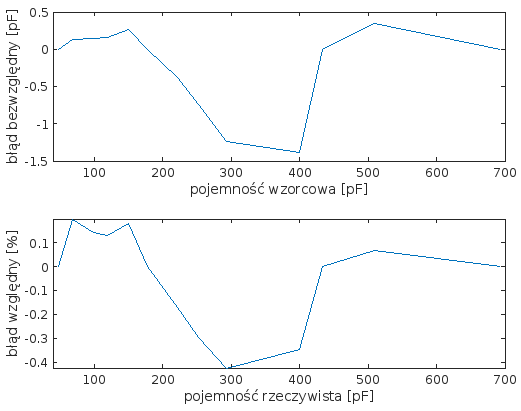 błąd bezwzględny [pF]
0.5
0
-0.5
-1
-1.5
100 200 300 400 500 600 700
pojemność wzorcowa [pF]
błąd względny [%]
0.1
0
-0.1
-0.2
-0.3
-0.4
100 200 300 400 500 600 700
pojemność rzeczywista [pF]